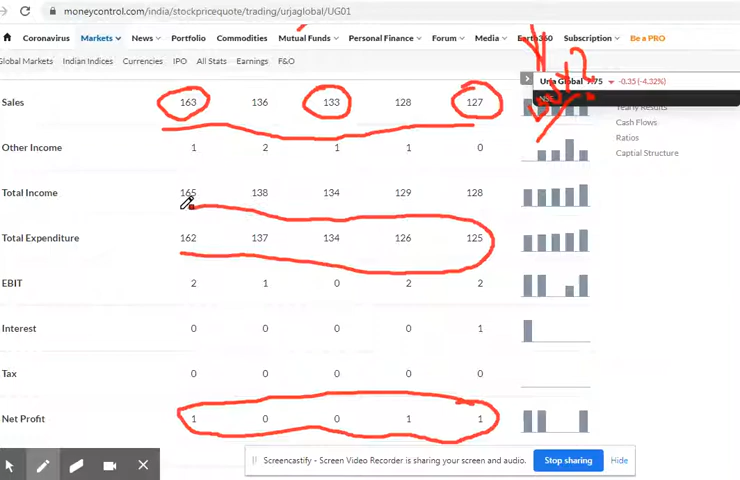 moneycontrol.com/india/stockpricequote/trading/urjaglobal/UG01
Coronavirus Markets News Portfolio Commodities Mutual Funds Personal Finance Forum Media Earth360 Subscription Be a PRO
Global Markets Indian Indices Currencies IPO All Stats Earnings F&O
Urja Global 7.75 -0.35 (-4.32%)
Sales 163 136 133 128 127
Yearly Results
Cash Flows
Ratios
Captial Structure
Other Income 1 2 1 1 0
Total Income 165 138 134 129 128
Total Expenditure 162 137 134 126 125
EBIT 2 1 0 2 2
Interest 0 0 0 0 1
Tax 0 0 0 0 0
Net Profit 1 0 0 1 1
Screencastify - Screen Video Recorder is sharing your screen and audio. Stop sharing Hide